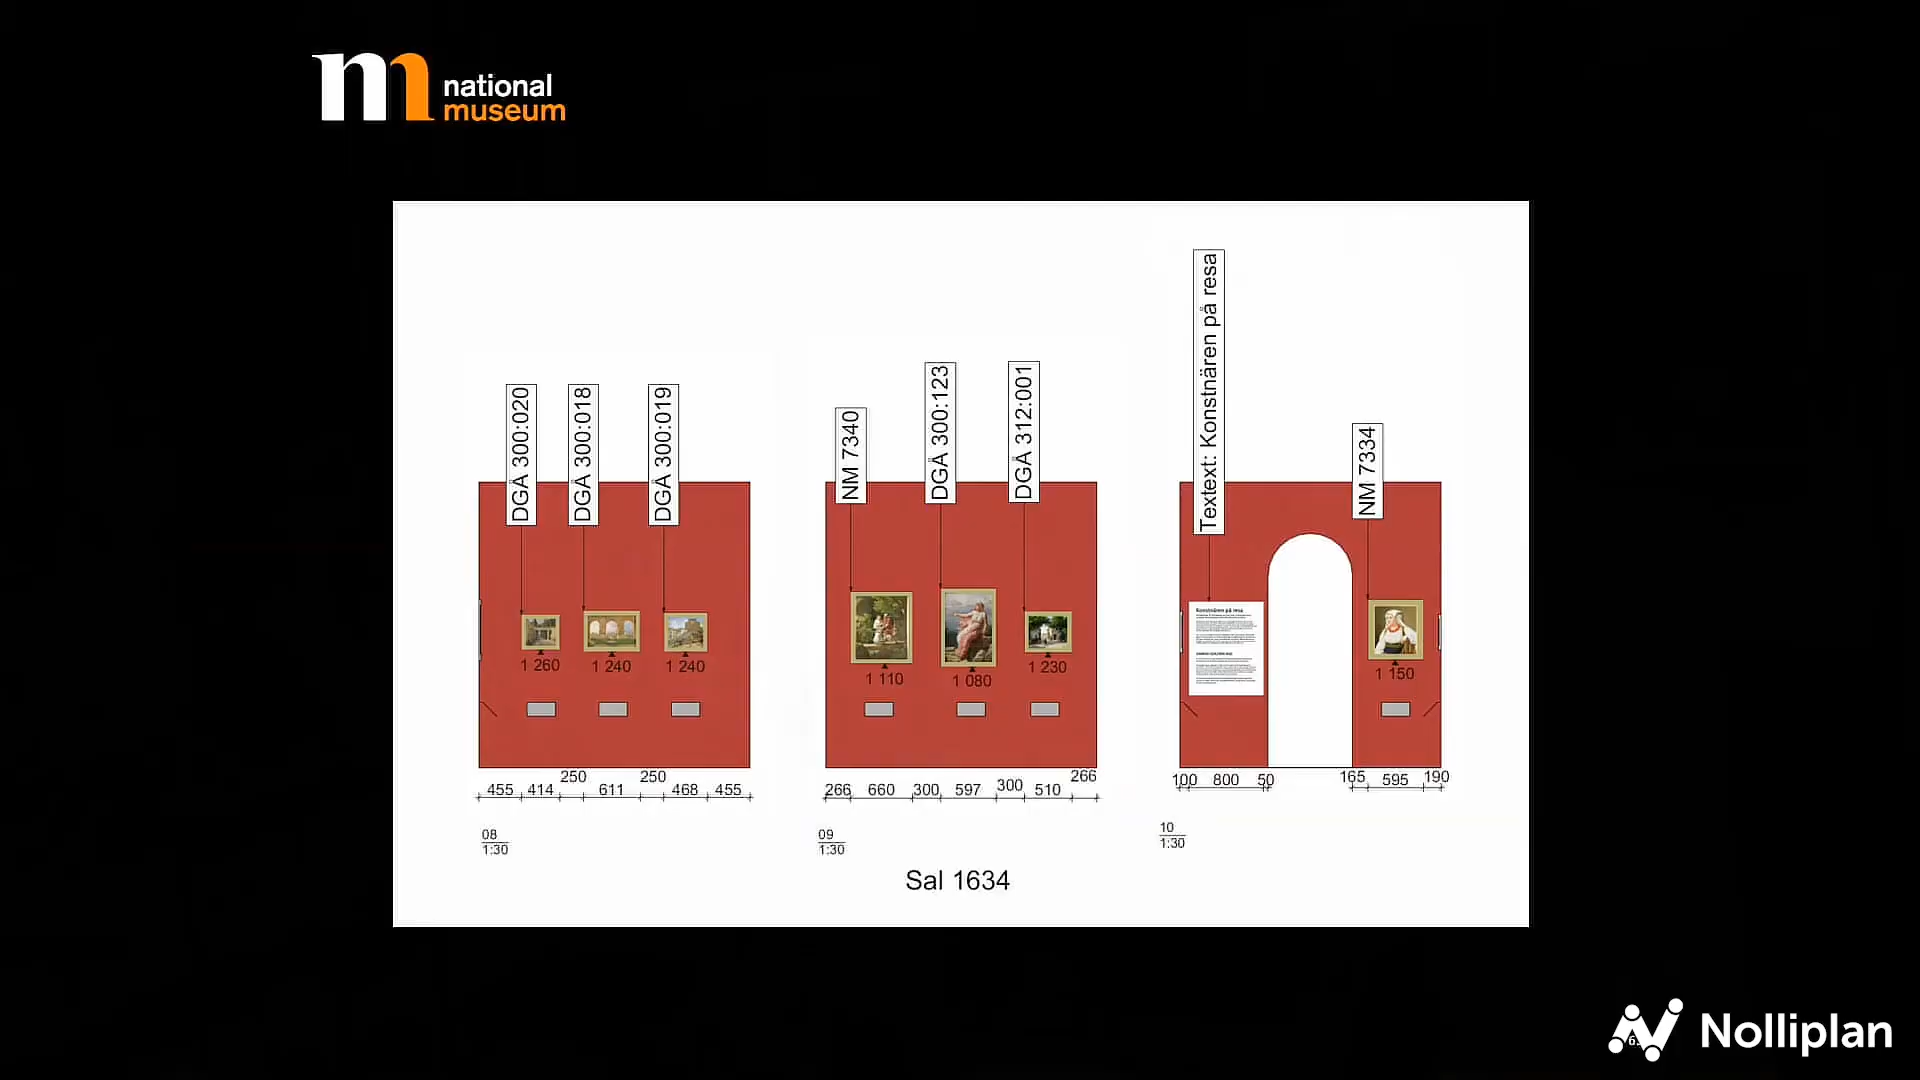 national
museum
Textext: Konstnären på resa
DGÅ 300:020
DGÅ 300:018
DGÅ 300:019
NM 7340
DGÅ 300:123
DGÅ 312:001
NM 7334
Konstnären på resa
1 260
1 240
1 240
1 110
1 080
1 230
1 150
455 414 250 611 250 468 455
266 660 300 597 300 510 266
100 800 50 165 595 190
08
1:30
09
1:30
10
1:30
Sal 1634
Nolliplan